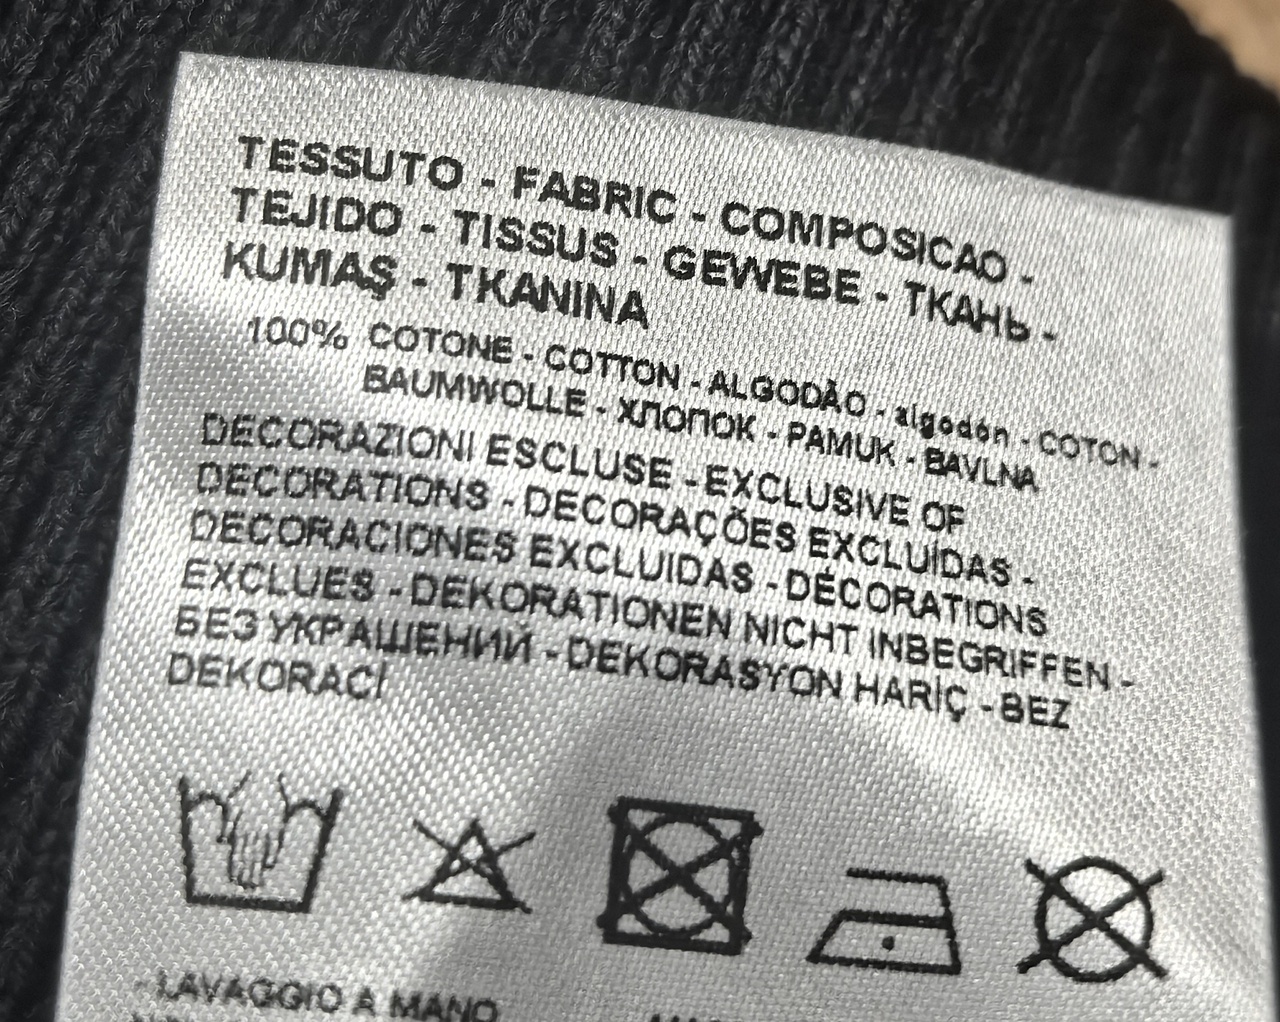 TESSUTO - FABRIC - COMPOSICAO -
TEJIDO - TISSUS - GEWEBE - ТКАНЬ -
KUMAŞ - TKANINA
100% COTONE - COTTON - ALGODÃO - algodón - COTON -
BAUMWOLLE - ХЛОПОК - PAMUK - BAVLNA
DECORAZIONI ESCLUSE - EXCLUSIVE OF
DECORATIONS - DECORAÇÕES EXCLUÍDAS -
DECORACIONES EXCLUIDAS - DÉCORATIONS
EXCLUES - DEKORATIONEN NICHT INBEGRIFFEN -
БЕЗ УКРАШЕНИЙ - DEKORASYON HARİÇ - BEZ
DEKORACÍ
- LAVAGGIO A MANO